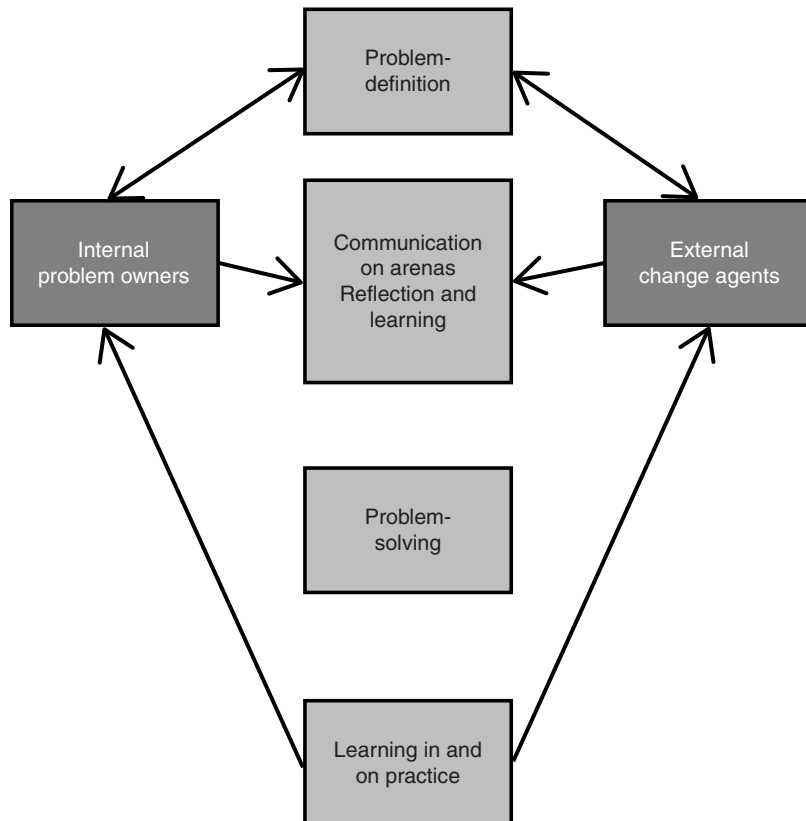 Problem-
definition
Internal
problem owners
Communication
on arenas
Reflection and
learning
External
change agents
Problem-
solving
Learning in and
on practice